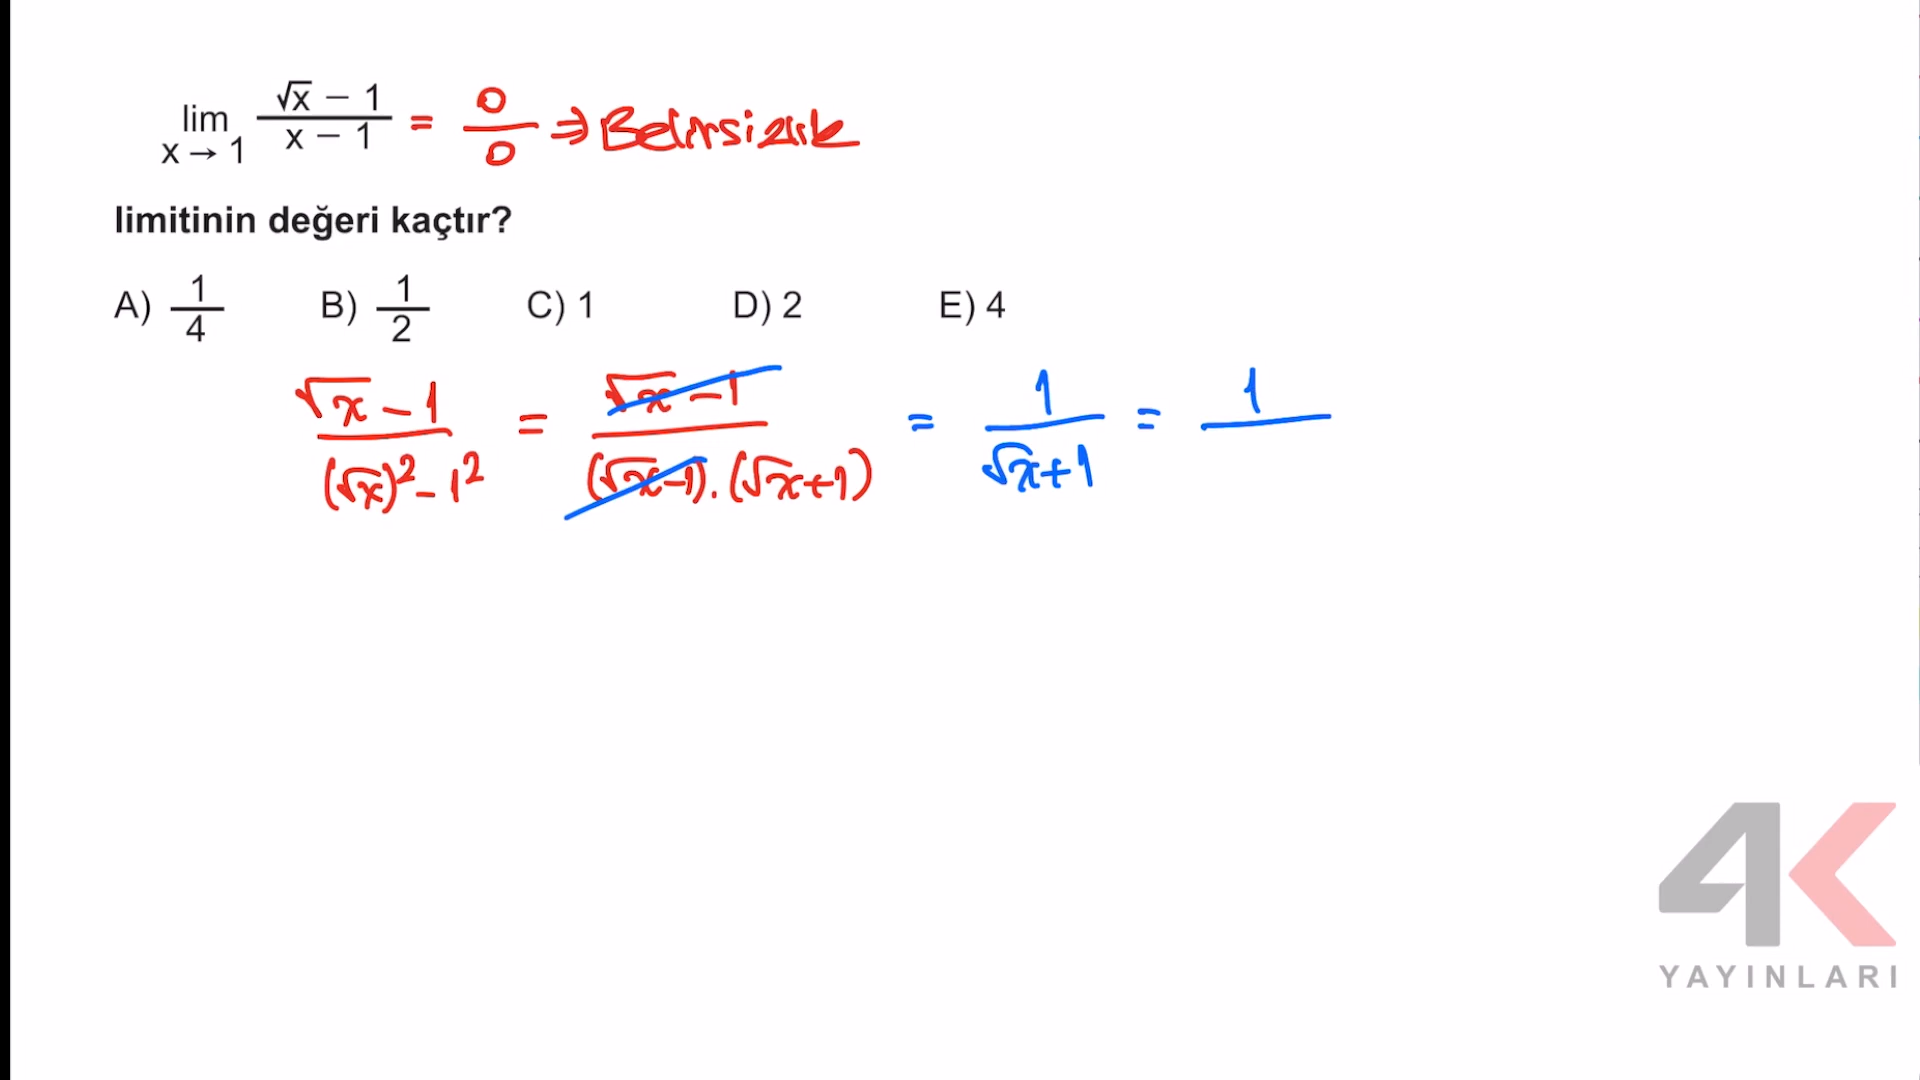 lim x → 1 (√x − 1)/(x − 1) = 0/0 ⇒ Belirsizlik
limitinin değeri kaçtır?
A) 1/4 B) 1/2 C) 1 D) 2 E) 4
(√x − 1)/((√x)² − 1²) = (√x − 1)/((√x − 1).(√x + 1)) = 1/(√x + 1) = 1/
4K
YAYINLARI